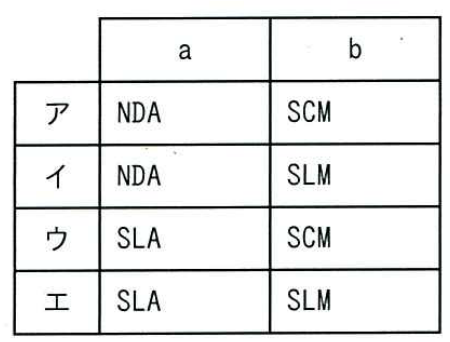 a b
ア NDA SCM
イ NDA SLM
ウ SLA SCM
エ SLA SLM